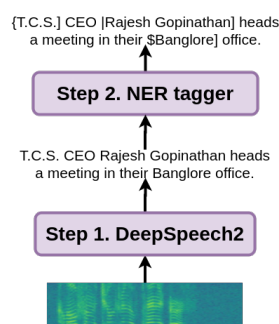 {T.C.S.] CEO |Rajesh Gopinathan] heads
a meeting in their $Banglore] office.
Step 2. NER tagger
T.C.S. CEO Rajesh Gopinathan heads
a meeting in their Banglore office.
Step 1. DeepSpeech2